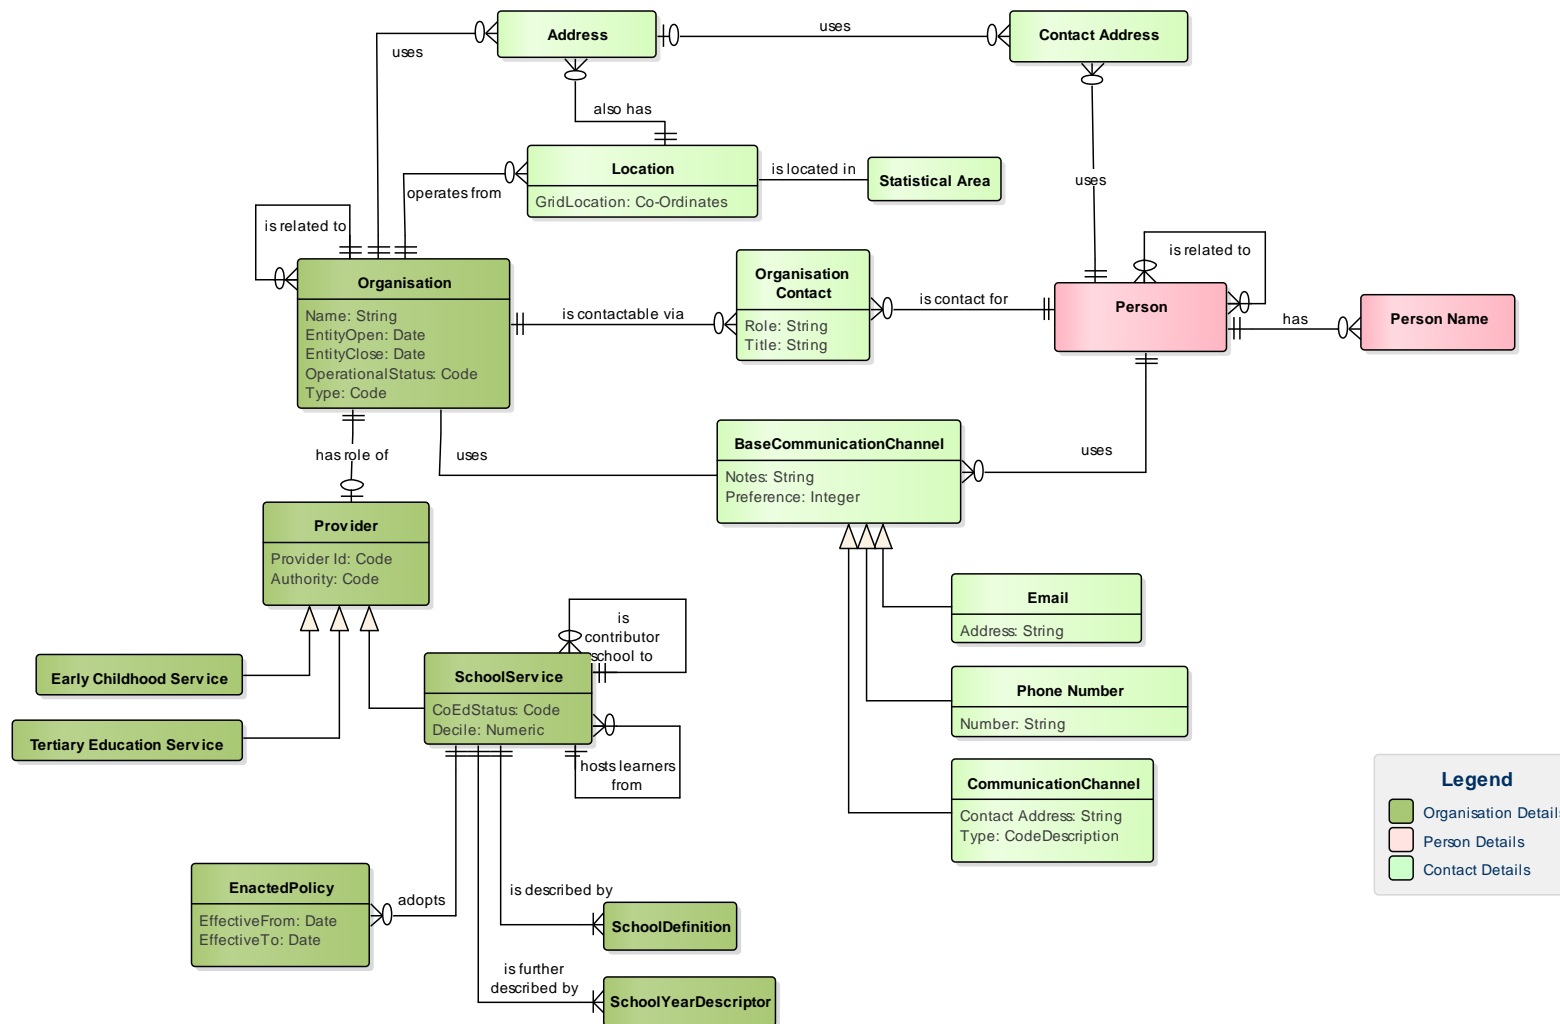 Address
uses
Contact Address
uses
also has
Location
GridLocation: Co-Ordinates
is located in
Statistical Area
uses
operates from
is related to
Organisation
Name: String
EntityOpen: Date
EntityClose: Date
OperationalStatus: Code
Type: Code
is contactable via
Organisation
Contact
Role: String
Title: String
is contact for
is related to
Person
has
Person Name
has role of
uses
BaseCommunicationChannel
Notes: String
Preference: Integer
uses
Provider
Provider Id: Code
Authority: Code
Email
Address: String
is
contributor
school to
Early Childhood Service
SchoolService
CoEdStatus: Code
Decile: Numeric
Phone Number
Number: String
Tertiary Education Service
hosts learners
from
CommunicationChannel
Contact Address: String
Type: CodeDescription
Legend
Organisation Details
Person Details
Contact Details
EnactedPolicy
EffectiveFrom: Date
EffectiveTo: Date
adopts
is described by
SchoolDefinition
is further
described by
SchoolYearDescriptor